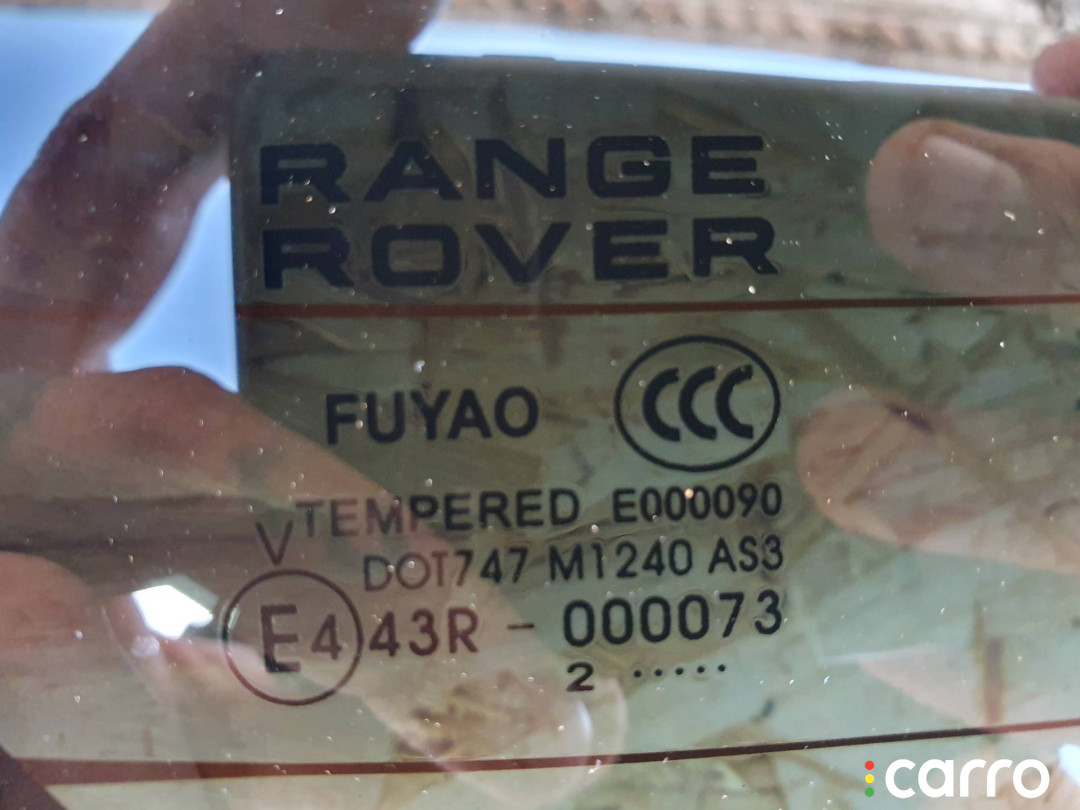 RANGE
ROVER
FUYAO CCC
TEMPERED E000090
V
DOT747 M1240 AS3
E4 43R - 000073
2 .....
carro